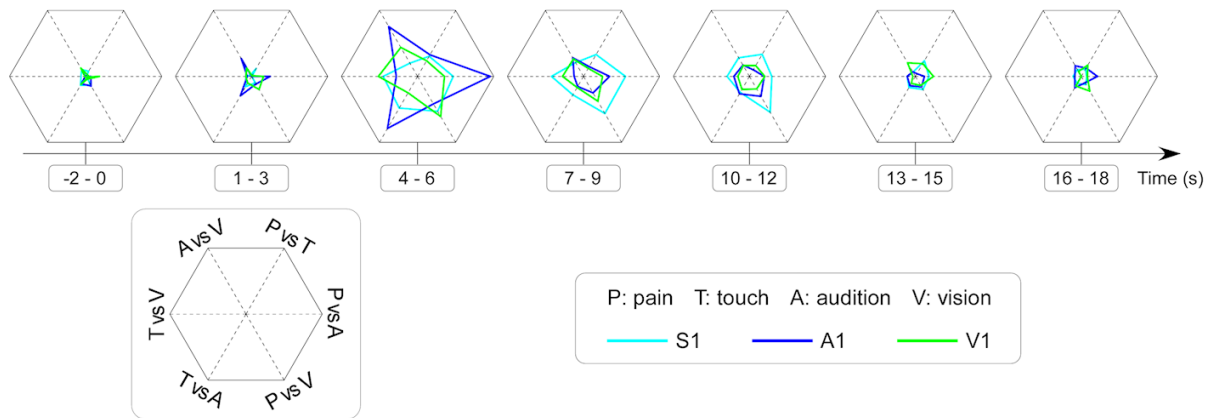 -2 - 0
1 - 3
4 - 6
7 - 9
10 - 12
13 - 15
16 - 18
Time (s)
A vs V
P vs T
T vs V
P vs A
T vs A
P vs V
P: pain T: touch A: audition V: vision
S1 A1 V1